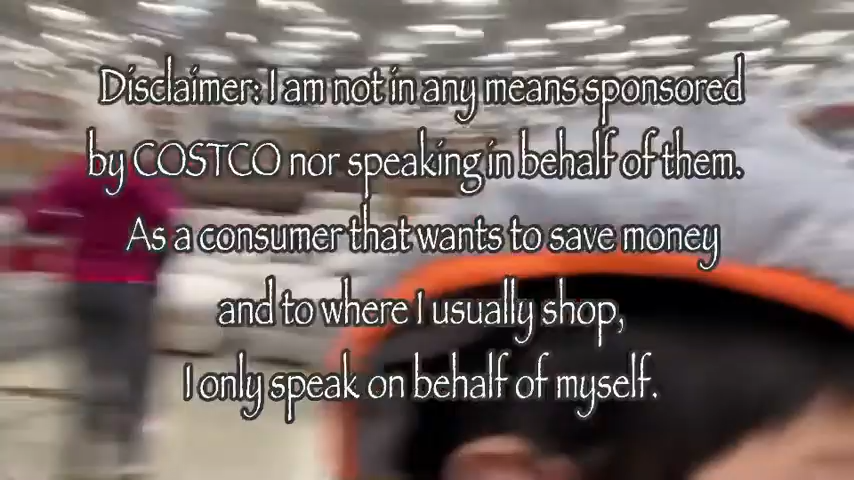 Disclaimer: I am not in any means sponsored
by COSTCO nor speaking in behalf of them.
As a consumer that wants to save money
and to where I usually shop,
I only speak on behalf of myself.